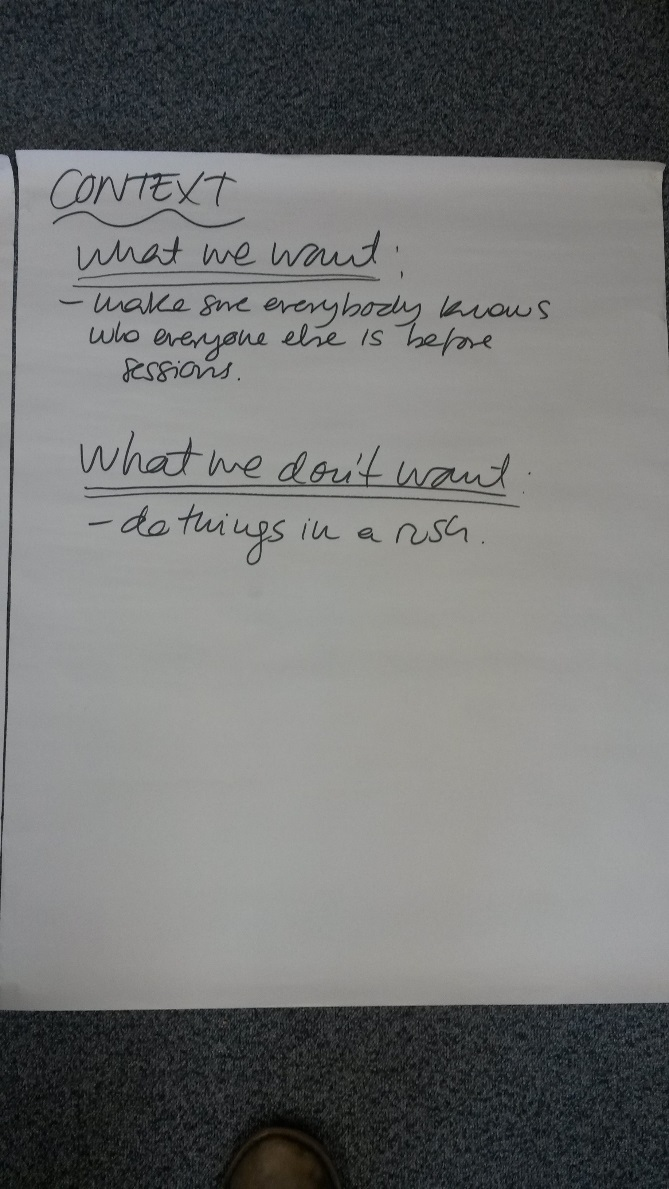 CONTEXT
What we want:
- make sure everybody knows
who everyone else is before
sessions.
What we don't want:
- do things in a rush.